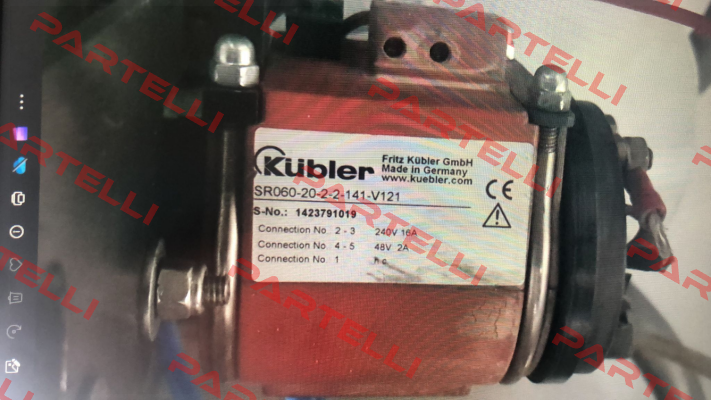 Kübler
Fritz Kübler GmbH
Made in Germany
www.kuebler.com
SR060-20-2-2-141-V121
S-No.: 1423791019
Connection No 2 - 3 240V 16A
Connection No 4 - 5 48V 2A
Connection No 1 n.c.
CE
PARTELLI
PARTELLI
PARTELLI
PARTELLI
PARTELLI
PARTELLI
PARTELLI